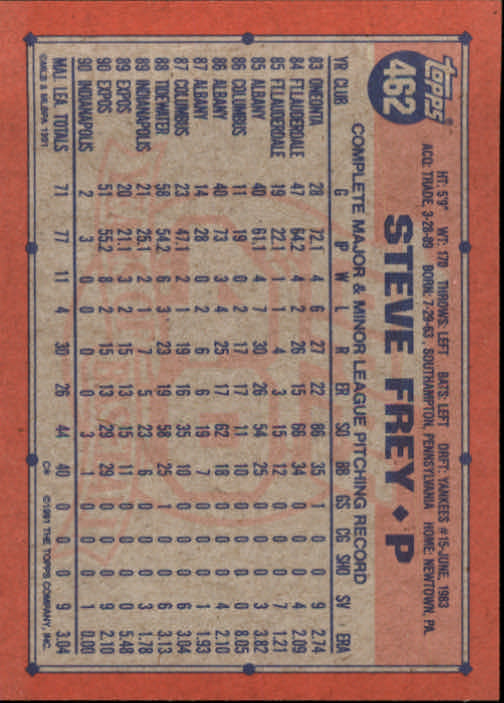 topps
462
HT: 5'9" WT: 170 THROWS: LEFT BATS: LEFT DRFT: YANKEES #15-JUNE, 1983
ACQ: TRADE, 3-28-89 BORN: 7-29-63, SOUTHAMPTON, PENNSYLVANIA HOME: NEWTOWN, PA.
STEVE FREY ♦ P
COMPLETE MAJOR & MINOR LEAGUE PITCHING RECORD
YR CLUB G IP W L R ER SO BB GS CG SHO SV ERA
83 ONEONTA 28 72.1 4 6 27 22 86 35 1 0 0 9 2.74
84 FT.LAUDERDALE 47 64.2 4 2 26 15 66 34 0 0 0 4 2.09
85 FT.LAUDERDALE 19 22.1 1 1 4 3 15 12 0 0 0 7 1.21
85 ALBANY 40 61.1 4 7 30 26 54 25 0 0 0 3 3.82
86 COLUMBUS 11 19 0 2 17 17 11 10 0 0 0 0 8.05
86 ALBANY 40 73 3 4 25 17 62 18 0 0 0 4 2.10
87 ALBANY 14 28 0 2 6 6 19 7 0 0 0 1 1.93
87 COLUMBUS 23 47.1 2 1 19 16 35 10 0 0 0 6 3.04
88 TIDEWATER 58 54.2 6 3 23 19 58 25 1 0 0 6 3.13
89 INDIANAPOLIS 21 25.1 2 1 7 5 23 6 0 0 0 3 1.78
89 EXPOS 20 21.1 3 2 15 13 15 11 0 0 0 0 5.48
90 EXPOS 51 55.2 8 2 15 13 29 29 0 0 0 9 2.10
90 INDIANAPOLIS 2 3 0 0 0 0 3 1 0 0 0 1 0.00
MAJ. LEA. TOTALS 71 77 11 4 30 26 44 40 0 0 0 9 3.04
©MLB & MLBPA 1991 C* ©1991 THE TOPPS COMPANY, INC.